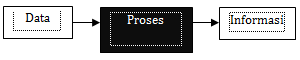 Data
Proses
Informasi